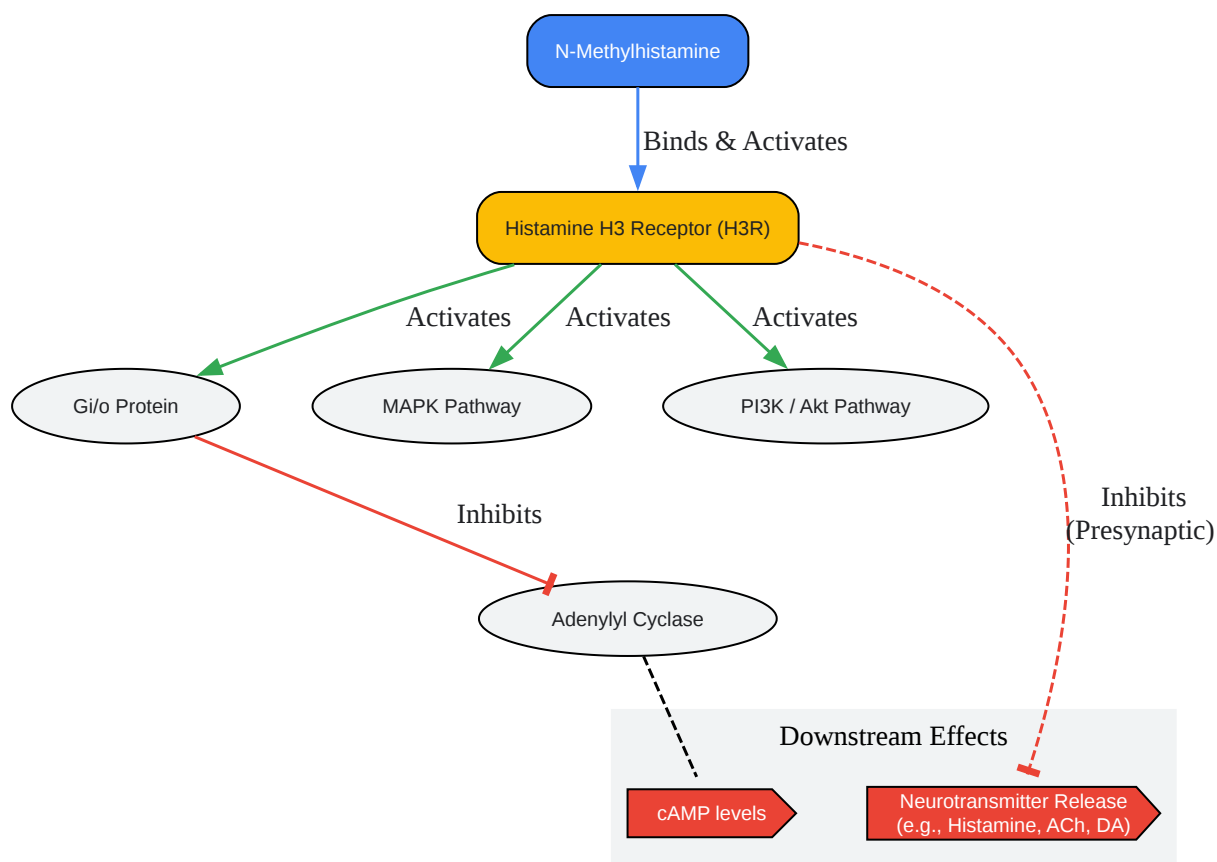 N-Methylhistamine
Binds & Activates
Histamine H3 Receptor (H3R)
Activates
Activates
Activates
Gi/o Protein
MAPK Pathway
PI3K / Akt Pathway
Inhibits
Inhibits
(Presynaptic)
Adenylyl Cyclase
Downstream Effects
cAMP levels
Neurotransmitter Release
(e.g., Histamine, ACh, DA)